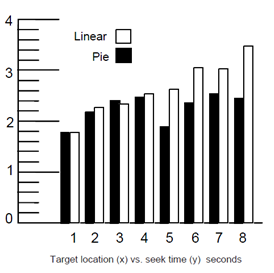 4
Linear
Pie
3
2
1
0
1 2 3 4 5 6 7 8
Target location (x) vs. seek time (y) seconds